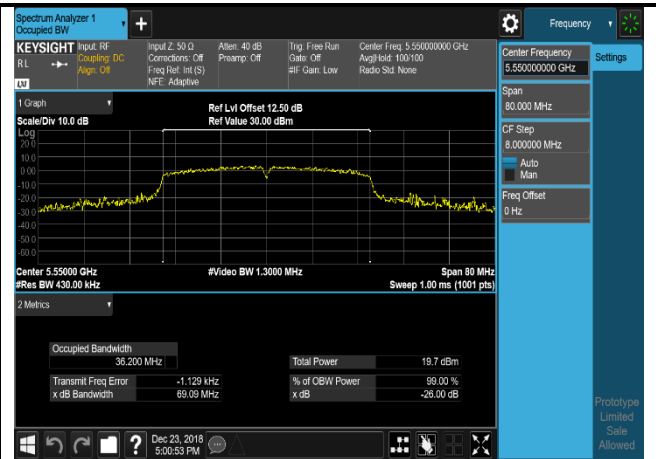 Spectrum Analyzer 1
Occupied BW
Frequency
KEYSIGHT
RL
LXI
Input: RF
Coupling: DC
Align: Off
Input Z: 50 Ω
Corrections: Off
Freq Ref: Int (S)
NFE: Adaptive
Atten: 40 dB
Preamp: Off
Trig: Free Run
Gate: Off
#IF Gain: Low
Center Freq: 5.550000000 GHz
Avg|Hold: 100/100
Radio Std: None
Center Frequency
5.550000000 GHz
Settings
Span
80.000 MHz
CF Step
8.000000 MHz
Auto
Man
Freq Offset
0 Hz
1 Graph
Scale/Div 10.0 dB
Ref Lvl Offset 12.50 dB
Ref Value 30.00 dBm
Log
20.0
10.0
0.00
-10.0
-20.0
-30.0
-40.0
-50.0
-60.0
Center 5.55000 GHz
#Res BW 430.00 kHz
#Video BW 1.3000 MHz
Span 80 MHz
Sweep 1.00 ms (1001 pts)
2 Metrics
Occupied Bandwidth
36.200 MHz
Total Power 19.7 dBm
Transmit Freq Error -1.129 kHz
% of OBW Power 99.00 %
x dB Bandwidth 69.09 MHz
x dB -26.00 dB
Prototype
Limited
Sale
Allowed
?
Dec 23, 2018
5:00:53 PM